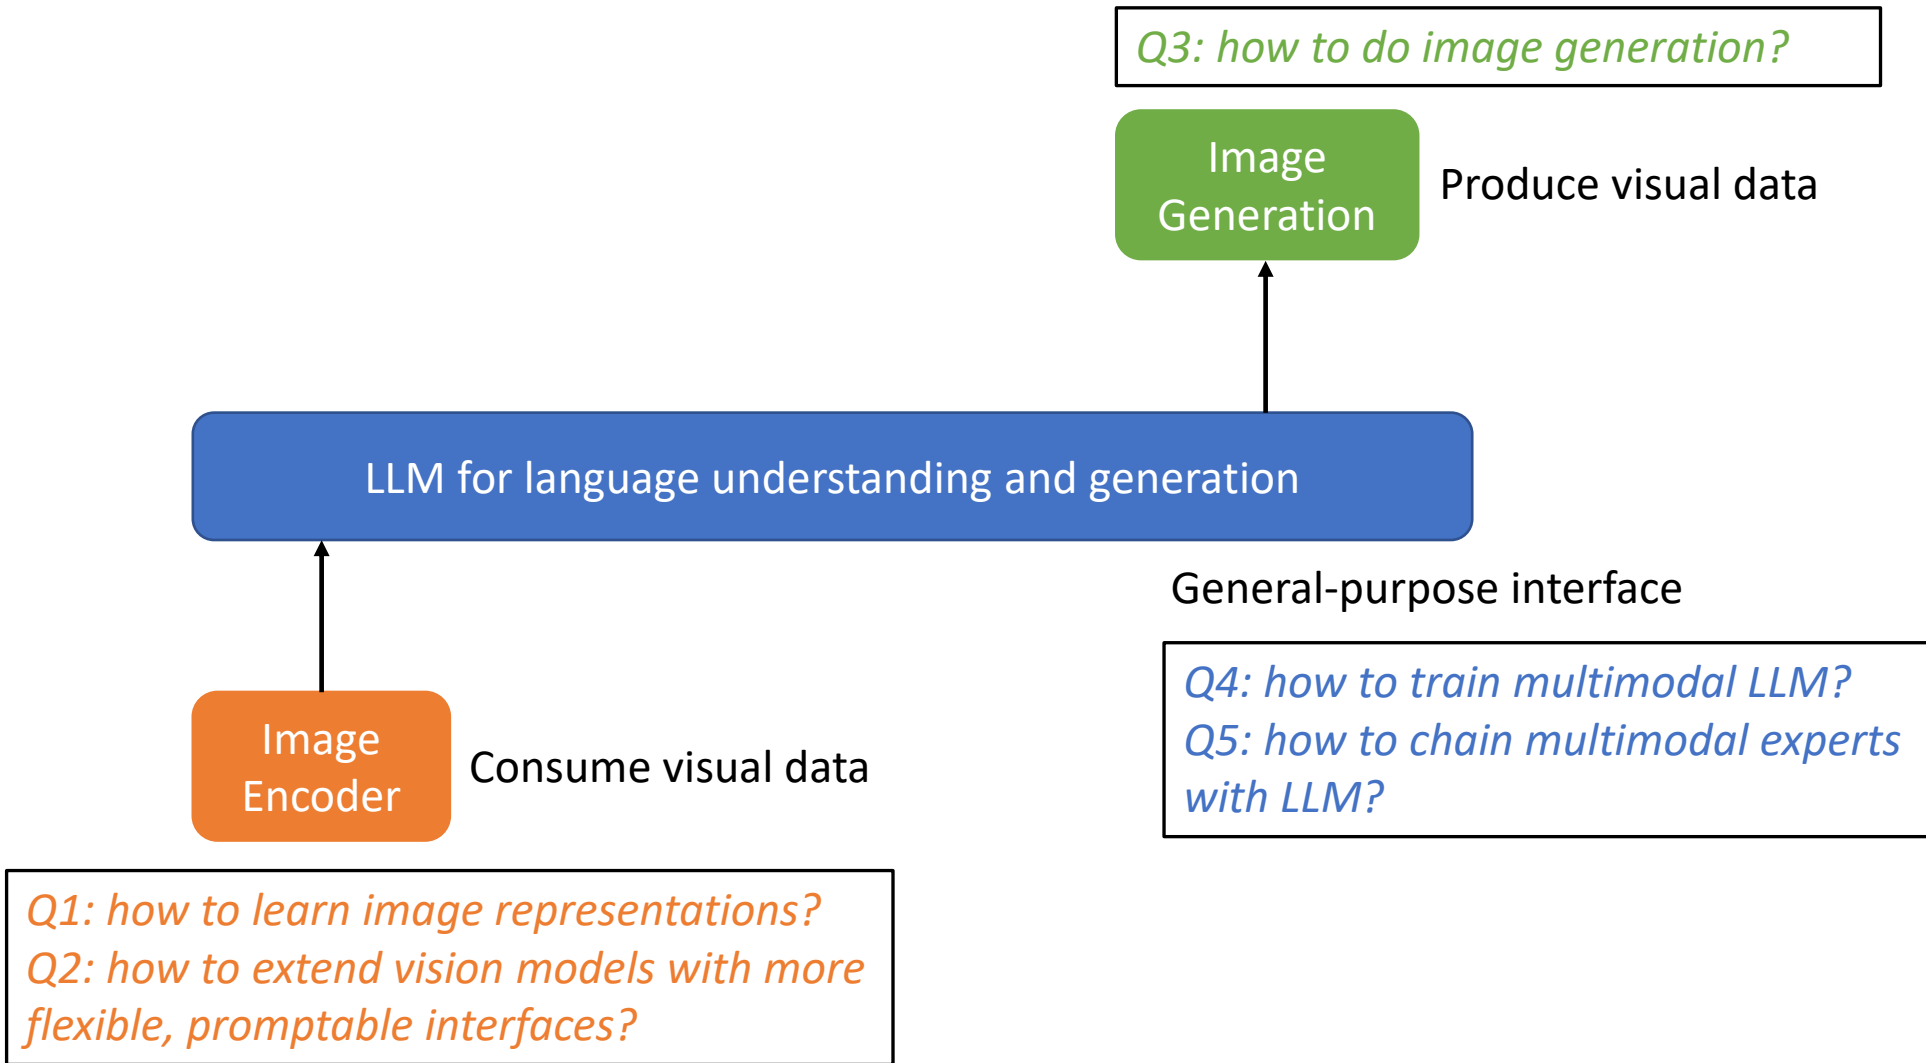 Q3: how to do image generation?
Image
Generation
Produce visual data
LLM for language understanding and generation
General-purpose interface
Q4: how to train multimodal LLM?
Q5: how to chain multimodal experts
with LLM?
Image
Encoder
Consume visual data
Q1: how to learn image representations?
Q2: how to extend vision models with more
flexible, promptable interfaces?